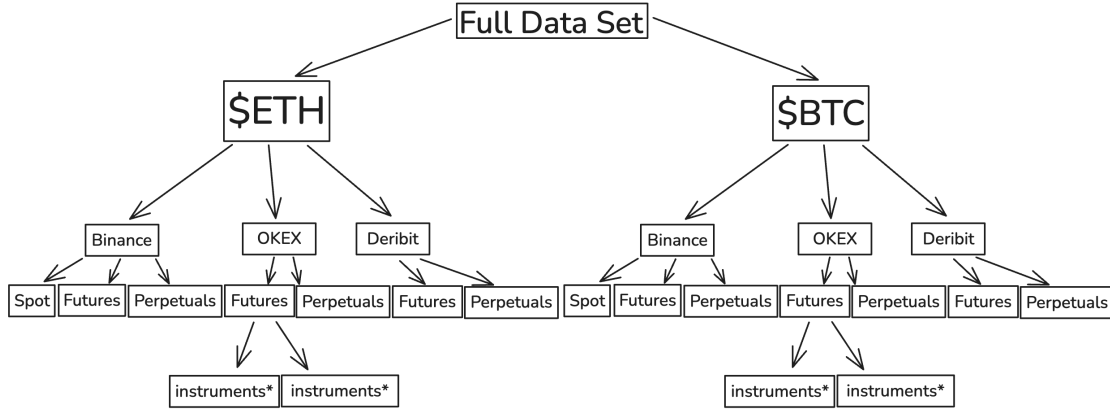 Full Data Set
$ETH
$BTC
Binance
OKEX
Deribit
Binance
OKEX
Deribit
Spot
Futures
Perpetuals
Futures
Perpetuals
Futures
Perpetuals
Spot
Futures
Perpetuals
Futures
Perpetuals
Futures
Perpetuals
instruments*
instruments*
instruments*
instruments*